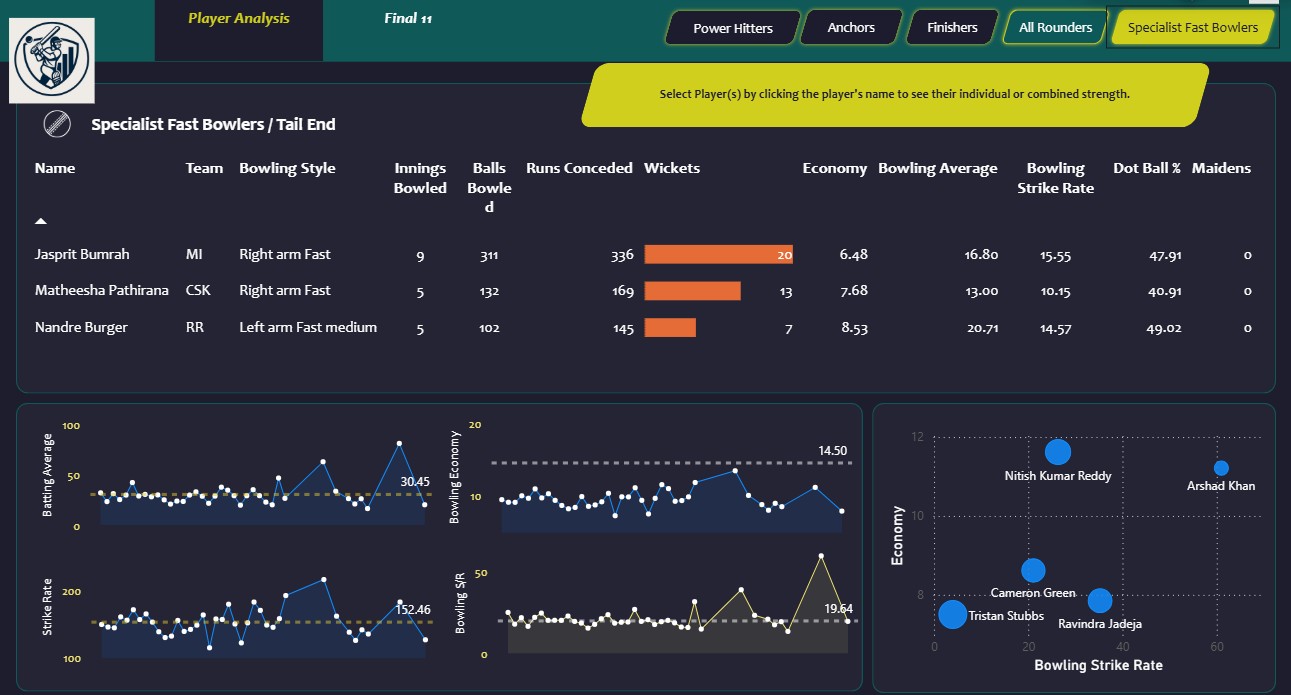 Player Analysis
Final 11
Power Hitters
Anchors
Finishers
All Rounders
Specialist Fast Bowlers
Select Player(s) by clicking the player's name to see their individual or combined strength.
Specialist Fast Bowlers / Tail End
Name Team Bowling Style Innings Bowled Balls Bowled Runs Conceded Wickets Economy Bowling Average Bowling Strike Rate Dot Ball % Maidens
Jasprit Bumrah MI Right arm Fast 9 311 336 20 6.48 16.80 15.55 47.91 0
Matheesha Pathirana CSK Right arm Fast 5 132 169 13 7.68 13.00 10.15 40.91 0
Nandre Burger RR Left arm Fast medium 5 102 145 7 8.53 20.71 14.57 49.02 0
Batting Average
100
50
0
30.45
Bowling Economy
20
10
14.50
Strike Rate
200
100
152.46
Bowling S/R
50
0
19.64
Economy
12
10
8
Nitish Kumar Reddy
Arshad Khan
Cameron Green
Tristan Stubbs
Ravindra Jadeja
0 20 40 60
Bowling Strike Rate